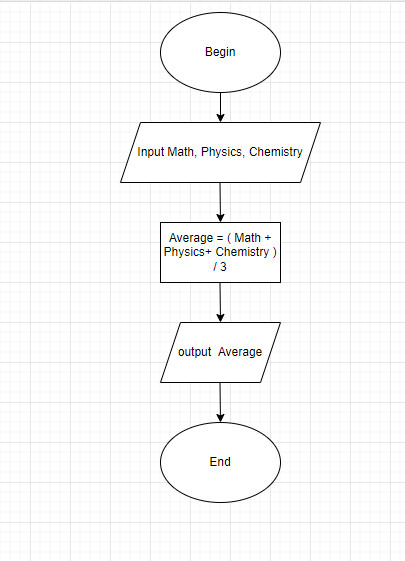 Begin
Input Math, Physics, Chemistry
Average = ( Math +
Physics+ Chemistry )
/ 3
output  Average
End